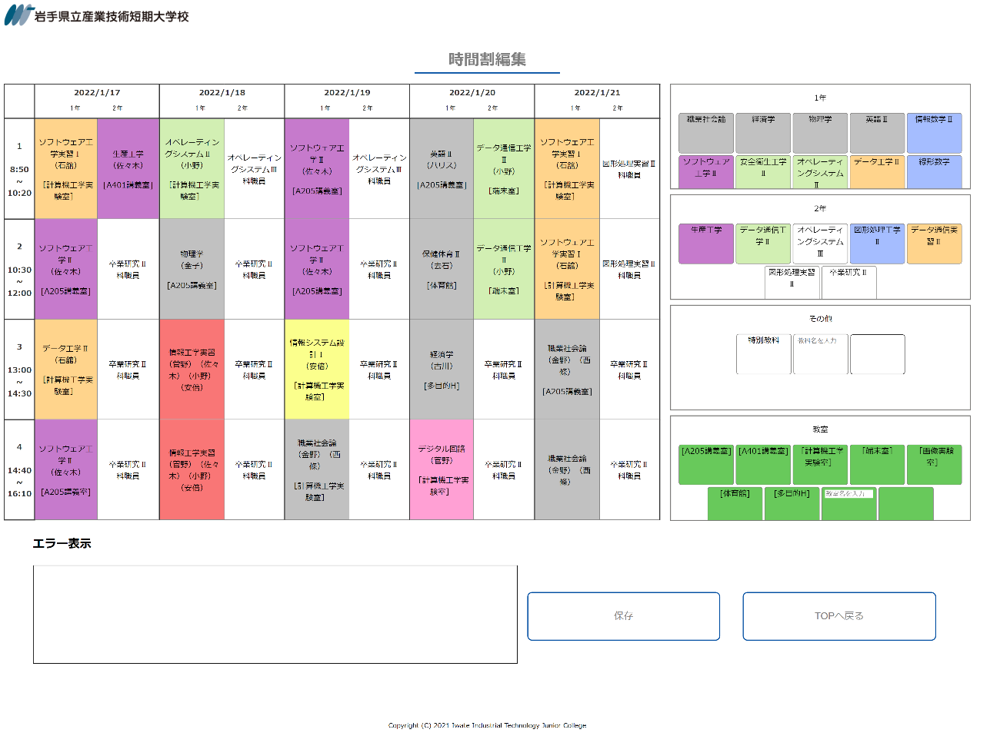 岩手県立産業技術短期大学校
時間割編集
2022/1/17 2022/1/18 2022/1/19 2022/1/20 2022/1/21
1年 2年 1年 2年 1年 2年 1年 2年 1年 2年
1
8:50
~
10:20
ソフトウェア工
学実習Ⅰ
（石舘）
［計算機工学実
験室］
生産工学
（佐々木）
[A401講義室]
オペレーティン
グシステムⅡ
（小野）
［計算機工学実
験室］
オペレーティン
グシステムⅢ
科職員
ソフトウェア工
学Ⅱ
（佐々木）
[A205講義室]
オペレーティン
グシステムⅢ
科職員
英語Ⅱ
（ハリス）
[A205講義室]
データ通信工学
Ⅱ
（小野）
［端末室］
ソフトウェア工
学実習Ⅰ
（石舘）
［計算機工学実
験室］
図形処理実習Ⅱ
科職員
2
10:30
~
12:00
ソフトウェア工
学Ⅱ
（佐々木）
[A205講義室]
卒業研究Ⅱ
科職員
物理学
（金子）
[A205講義室]
卒業研究Ⅱ
科職員
ソフトウェア工
学Ⅱ
（佐々木）
[A205講義室]
卒業研究Ⅱ
科職員
保健体育Ⅱ
（去石）
[体育館]
データ通信工学
Ⅱ
（小野）
［端末室］
ソフトウェア工
学実習Ⅰ
（石舘）
［計算機工学実
験室］
図形処理実習Ⅱ
科職員
3
13:00
~
14:30
データ工学Ⅱ
（石舘）
［計算機工学実
験室］
卒業研究Ⅱ
科職員
情報工学実習
（菅野）（佐々
木）（小野）
（安倍）
卒業研究Ⅱ
科職員
情報システム設
計Ⅰ
（安倍）
［計算機工学実
験室］
卒業研究Ⅱ
科職員
経済学
（古川）
[多目的H]
卒業研究Ⅱ
科職員
職業社会論
（金野）（西
條）
[A205講義室]
卒業研究Ⅱ
科職員
4
14:40
~
16:10
ソフトウェア工
学Ⅱ
（佐々木）
[A205講義室]
卒業研究Ⅱ
科職員
情報工学実習
（菅野）（佐々
木）（小野）
（安倍）
卒業研究Ⅱ
科職員
職業社会論
（金野）（西
條）
［計算機工学実
験室］
卒業研究Ⅱ
科職員
デジタル回路
（菅野）
［計算機工学実
験室］
卒業研究Ⅱ
科職員
職業社会論
（金野）（西
條）
卒業研究Ⅱ
科職員
1年
職業社会論
経済学
物理学
英語Ⅱ
情報数学Ⅱ
ソフトウェア
工学Ⅱ
安全衛生工学
Ⅱ
オペレーティ
ングシステム
Ⅱ
データ工学Ⅱ
線形数学
2年
生産工学
データ通信工
学Ⅱ
オペレーティ
ングシステム
Ⅲ
図形処理工学
Ⅱ
データ通信実
習Ⅱ
図形処理実習
Ⅱ
卒業研究Ⅱ
その他
特別教科
教科名を入力
教室
[A205講義室]
[A401講義室]
［計算機工学
実験室］
［端末室］
［画像実験
室］
[体育館]
[多目的H]
教室名を入力
エラー表示
保存
TOPへ戻る
Copyright (C) 2021 Iwate Industrial Technology Junior College